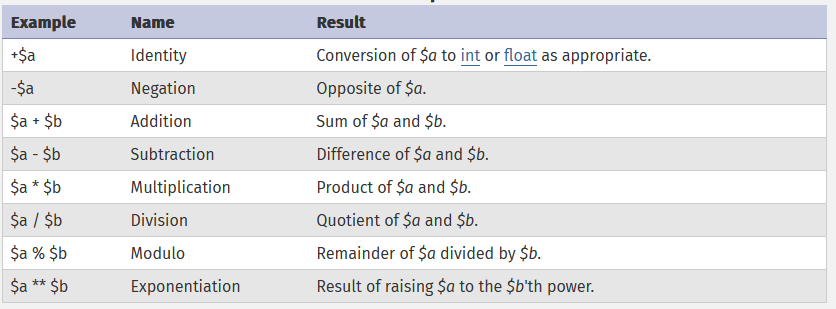 Example Name Result
+$a Identity Conversion of $a to int or float as appropriate.
-$a Negation Opposite of $a.
$a + $b Addition Sum of $a and $b.
$a - $b Subtraction Difference of $a and $b.
$a * $b Multiplication Product of $a and $b.
$a / $b Division Quotient of $a and $b.
$a % $b Modulo Remainder of $a divided by $b.
$a ** $b Exponentiation Result of raising $a to the $b'th power.